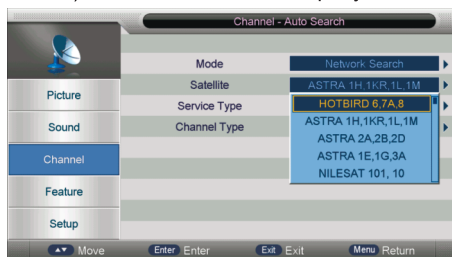 Channel - Auto Search
Mode Network Search
Satellite ASTRA 1H,1KR,1L,1M
Service Type HOTBIRD 6,7A,8
Channel Type ASTRA 1H,1KR,1L,1M
ASTRA 2A,2B,2D
ASTRA 1E,1G,3A
NILESAT 101, 10
Picture
Sound
Channel
Feature
Setup
Move Enter Enter Exit Exit Menu Return